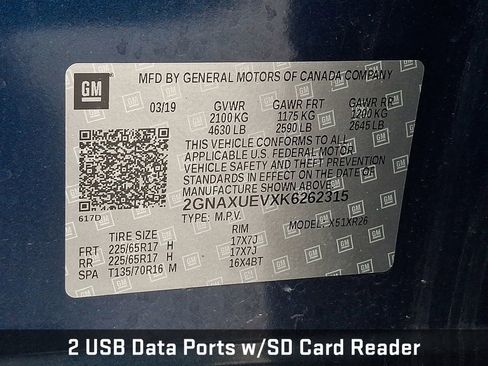 GM
MFD BY GENERAL MOTORS OF CANADA COMPANY
03/19 GVWR GAWR FRT GAWR RR
2100 KG 1175 KG 1200 KG
4630 LB 2590 LB 2645 LB
THIS VEHICLE CONFORMS TO ALL
APPLICABLE U.S. FEDERAL MOTOR
VEHICLE SAFETY AND THEFT PREVENTION
STANDARDS IN EFFECT ON THE DATE OF
MANUFACTURE SHOWN ABOVE.
617D
2GNAXUEVXK6262315
TYPE: M.P.V. MODEL: X51XR26
TIRE SIZE RIM
FRT 225/65R17 H 17X7J
RR 225/65R17 H 17X7J
SPA T135/70R16 M 16X4BT
2 USB Data Ports w/SD Card Reader